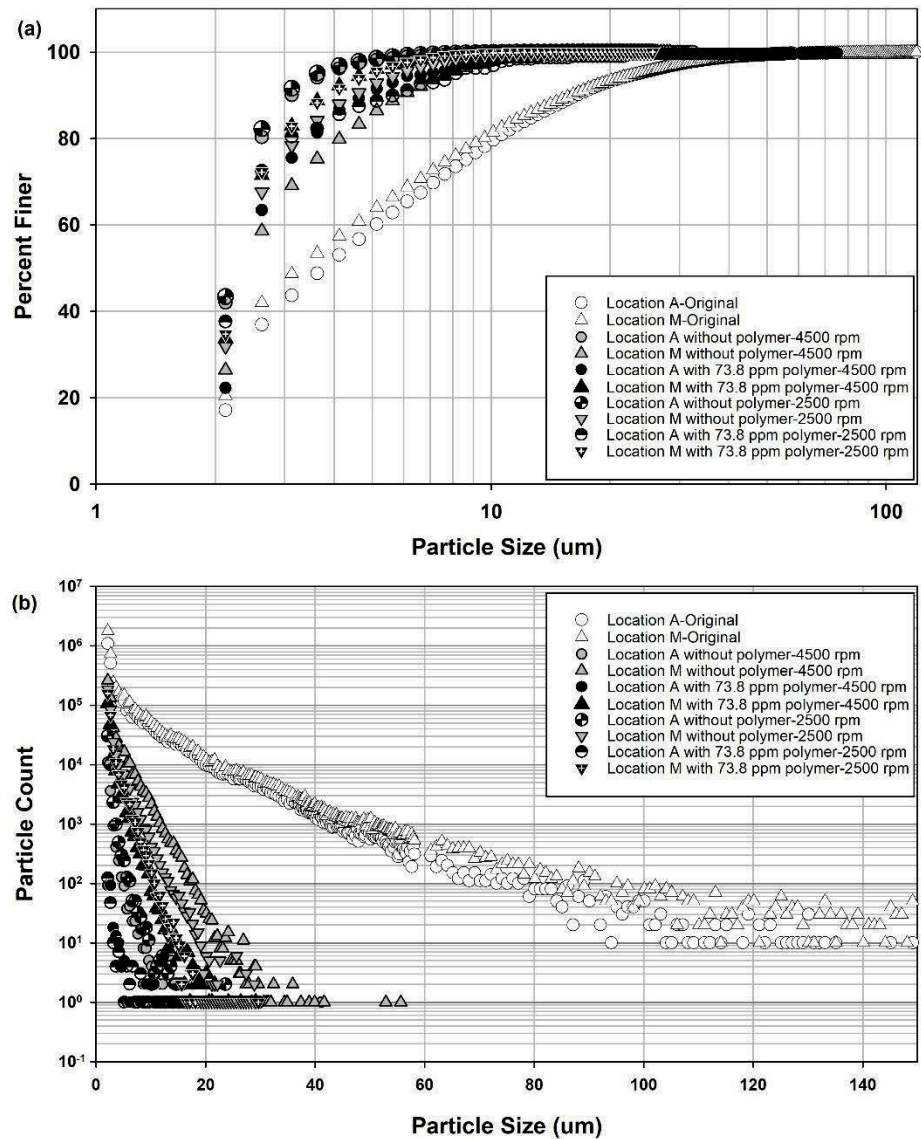 (a)
100
80
60
40
20
0
Percent Finer
Location A-Original
Location M-Original
Location A without polymer-4500 rpm
Location M without polymer-4500 rpm
Location A with 73.8 ppm polymer-4500 rpm
Location M with 73.8 ppm polymer-4500 rpm
Location A without polymer-2500 rpm
Location M without polymer-2500 rpm
Location A with 73.8 ppm polymer-2500 rpm
Location M with 73.8 ppm polymer-2500 rpm
1 10 100
Particle Size (um)
(b)
10⁷
10⁶
10⁵
10⁴
10³
10²
10¹
10⁰
10⁻¹
Particle Count
Location A-Original
Location M-Original
Location A without polymer-4500 rpm
Location M without polymer-4500 rpm
Location A with 73.8 ppm polymer-4500 rpm
Location M with 73.8 ppm polymer-4500 rpm
Location A without polymer-2500 rpm
Location M without polymer-2500 rpm
Location A with 73.8 ppm polymer-2500 rpm
Location M with 73.8 ppm polymer-2500 rpm
0 20 40 60 80 100 120 140
Particle Size (um)